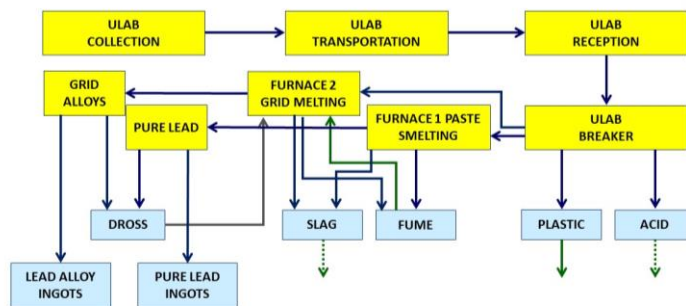 ULAB
COLLECTION
ULAB
TRANSPORTATION
ULAB
RECEPTION
GRID
ALLOYS
FURNACE 2
GRID MELTING
PURE LEAD
FURNACE 1 PASTE
SMELTING
ULAB
BREAKER
DROSS
SLAG
FUME
PLASTIC
ACID
LEAD ALLOY
INGOTS
PURE LEAD
INGOTS